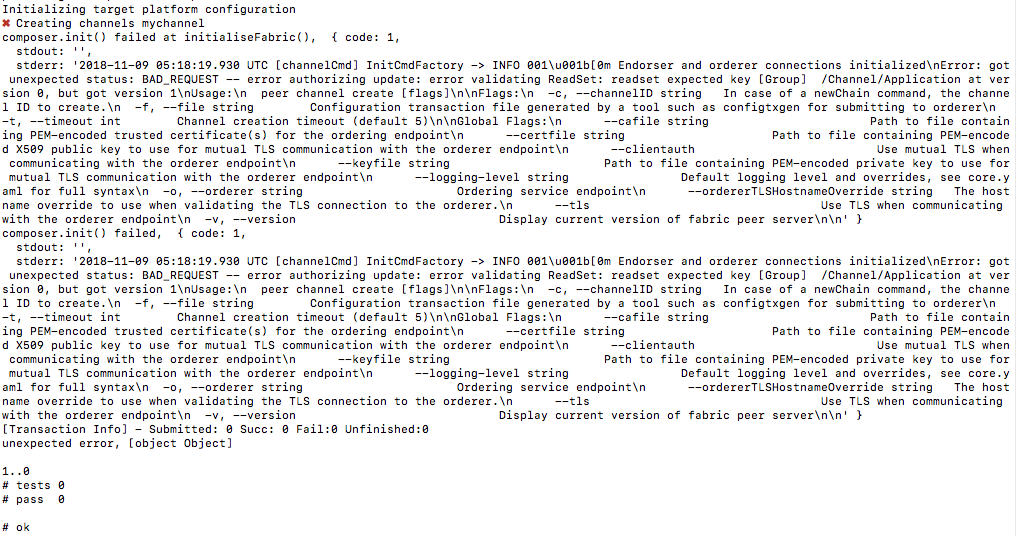 Initializing target platform configuration
✖ Creating channels mychannel
composer.init() failed at initialiseFabric(),  { code: 1,
  stdout: '',
  stderr: '2018-11-09 05:18:19.930 UTC [channelCmd] InitCmdFactory -> INFO 001\u001b[0m Endorser and orderer connections initialized\nError: got
 unexpected status: BAD_REQUEST -- error authorizing update: error validating ReadSet: readset expected key [Group]  /Channel/Application at ver
sion 0, but got version 1\nUsage:\n  peer channel create [flags]\n\nFlags:\n  -c, --channelID string   In case of a newChain command, the channe
l ID to create.\n  -f, --file string        Configuration transaction file generated by a tool such as configtxgen for submitting to orderer\n
-t, --timeout int        Channel creation timeout (default 5)\n\nGlobal Flags:\n      --cafile string                       Path to file contain
ing PEM-encoded trusted certificate(s) for the ordering endpoint\n      --certfile string                     Path to file containing PEM-encode
d X509 public key to use for mutual TLS communication with the orderer endpoint\n      --clientauth                          Use mutual TLS when
 communicating with the orderer endpoint\n      --keyfile string                      Path to file containing PEM-encoded private key to use for
 mutual TLS communication with the orderer endpoint\n      --logging-level string                Default logging level and overrides, see core.y
aml for full syntax\n  -o, --orderer string                      Ordering service endpoint\n      --ordererTLSHostnameOverride string   The host
name override to use when validating the TLS connection to the orderer.\n      --tls                                 Use TLS when communicating
with the orderer endpoint\n  -v, --version                             Display current version of fabric peer server\n\n' }
composer.init() failed,  { code: 1,
  stdout: '',
  stderr: '2018-11-09 05:18:19.930 UTC [channelCmd] InitCmdFactory -> INFO 001\u001b[0m Endorser and orderer connections initialized\nError: got
 unexpected status: BAD_REQUEST -- error authorizing update: error validating ReadSet: readset expected key [Group]  /Channel/Application at ver
sion 0, but got version 1\nUsage:\n  peer channel create [flags]\n\nFlags:\n  -c, --channelID string   In case of a newChain command, the channe
l ID to create.\n  -f, --file string        Configuration transaction file generated by a tool such as configtxgen for submitting to orderer\n
-t, --timeout int        Channel creation timeout (default 5)\n\nGlobal Flags:\n      --cafile string                       Path to file contain
ing PEM-encoded trusted certificate(s) for the ordering endpoint\n      --certfile string                     Path to file containing PEM-encode
d X509 public key to use for mutual TLS communication with the orderer endpoint\n      --clientauth                          Use mutual TLS when
 communicating with the orderer endpoint\n      --keyfile string                      Path to file containing PEM-encoded private key to use for
 mutual TLS communication with the orderer endpoint\n      --logging-level string                Default logging level and overrides, see core.y
aml for full syntax\n  -o, --orderer string                      Ordering service endpoint\n      --ordererTLSHostnameOverride string   The host
name override to use when validating the TLS connection to the orderer.\n      --tls                                 Use TLS when communicating
with the orderer endpoint\n  -v, --version                             Display current version of fabric peer server\n\n' }
[Transaction Info] - Submitted: 0 Succ: 0 Fail:0 Unfinished:0
unexpected error, [object Object]

1..0
# tests 0
# pass  0

# ok